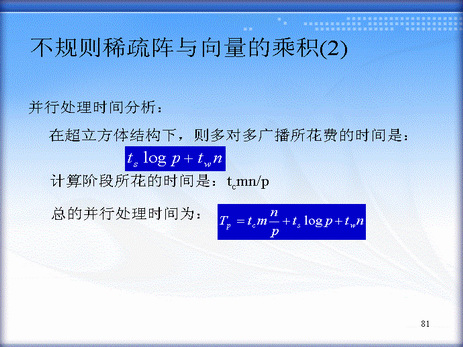 不规则稀疏阵与向量的乘积(2)
并行处理时间分析：
在超立方体结构下，则多对多广播所花费的时间是：
t_s log p + t_w n
计算阶段所花的时间是：t_cmn/p
总的并行处理时间为： T_p = t_c m n/p + t_s log p + t_w n
81